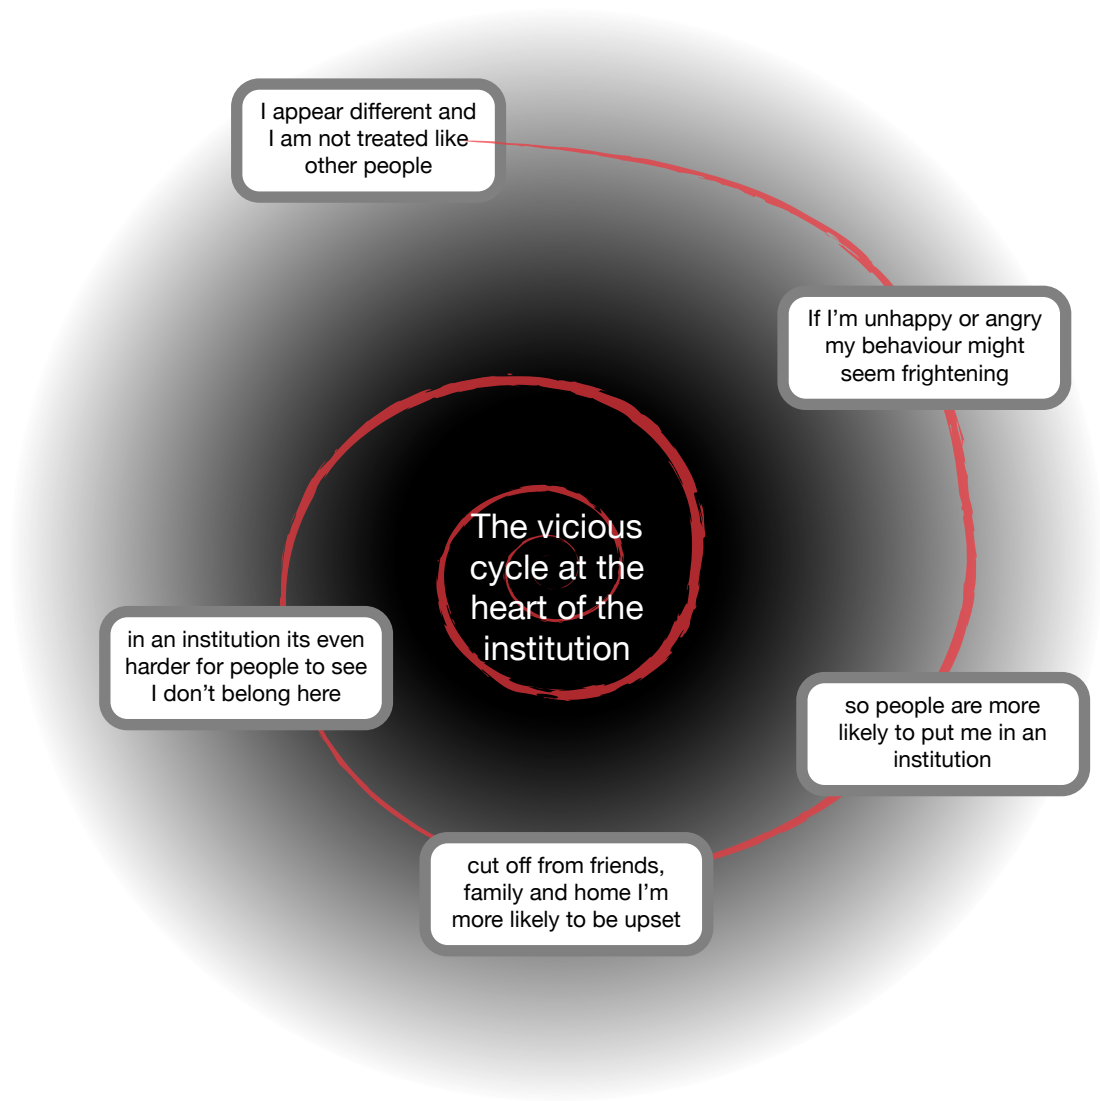 I appear different and
I am not treated like
other people
If I'm unhappy or angry
my behaviour might
seem frightening
so people are more
likely to put me in an
institution
cut off from friends,
family and home I'm
more likely to be upset
in an institution its even
harder for people to see
I don't belong here
The vicious
cycle at the
heart of the
institution